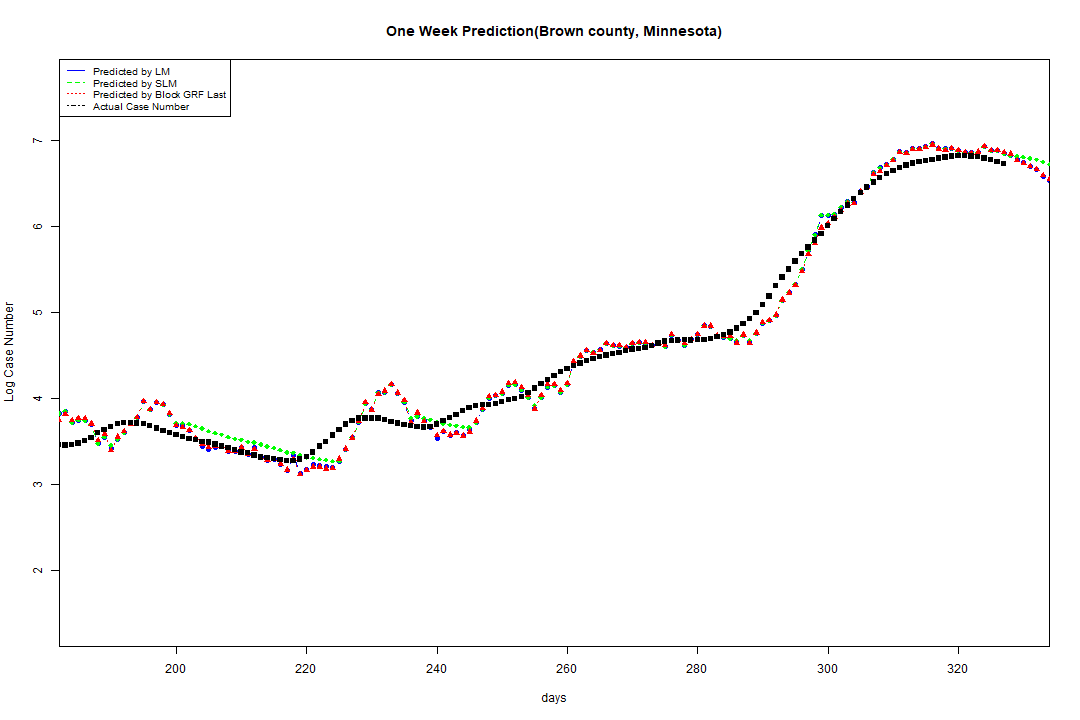 One Week Prediction(Brown county, Minnesota)
Predicted by LM
Predicted by SLM
Predicted by Block GRF Last
Actual Case Number
7
6
5
4
3
2
Log Case Number
200 220 240 260 280 300 320
days